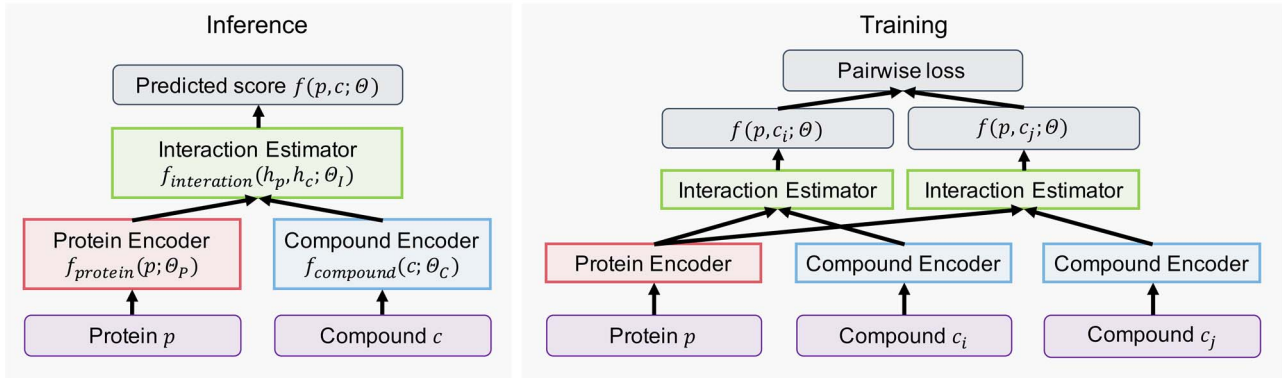 Inference
Predicted score f(p, c; Θ)
Interaction Estimator
f_interation(h_p, h_c; Θ_I)
Protein Encoder
f_protein(p; Θ_P)
Compound Encoder
f_compound(c; Θ_C)
Protein p
Compound c
Training
Pairwise loss
f(p, c_i; Θ)
f(p, c_j; Θ)
Interaction Estimator
Interaction Estimator
Protein Encoder
Compound Encoder
Compound Encoder
Protein p
Compound c_i
Compound c_j